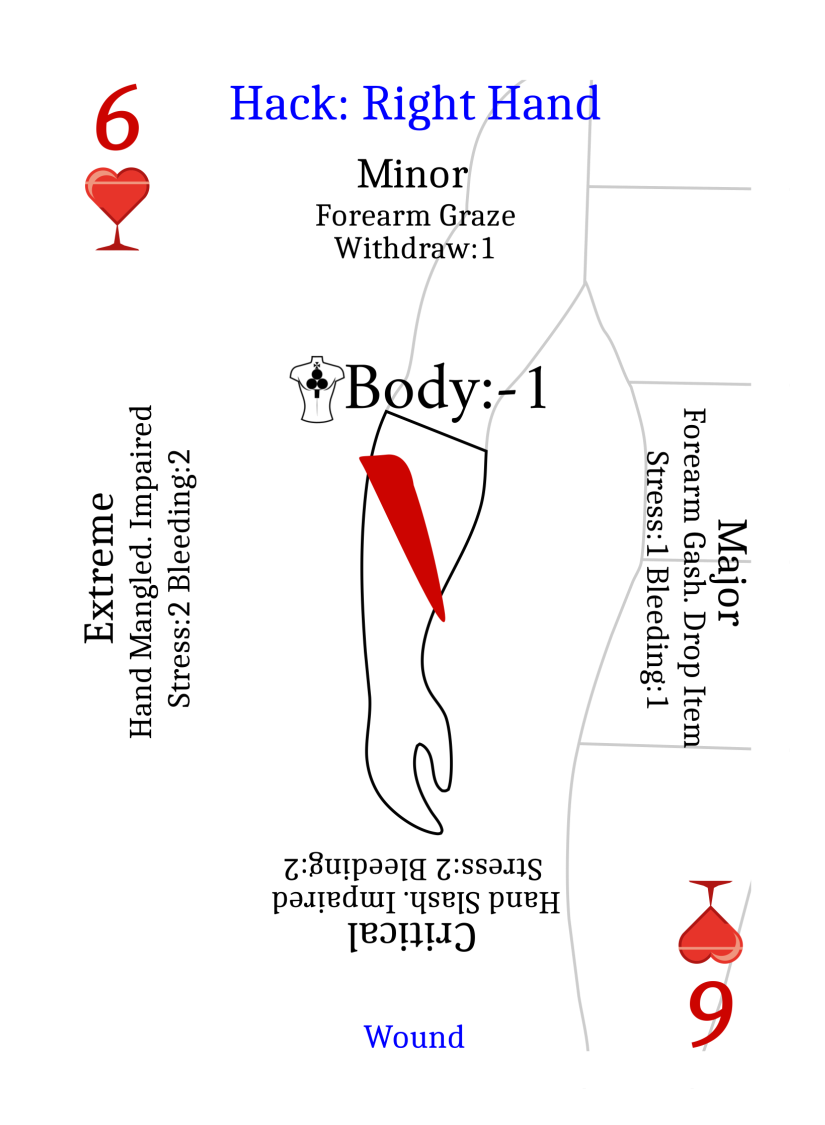 6
Hack: Right Hand
Minor
Forearm Graze
Withdraw:1
Body:-1
Extreme
Hand Mangled. Impaired
Stress:2 Bleeding:2
Major
Forearm Gash. Drop Item
Stress:1 Bleeding:1
Critical
Hand Slash. Impaired
Stress:2 Bleeding:2
Wound
6